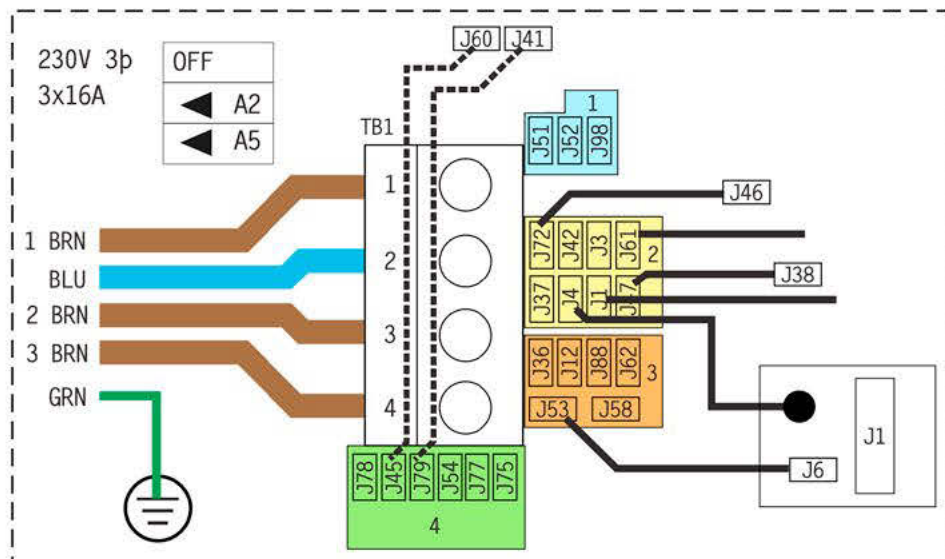 230V 3þ
3x16A
OFF
A2
A5
J60 J41
TB1
1
2
3
4
1 BRN
BLU
2 BRN
3 BRN
GRN
1
J51 J52 J98
J46
J72 J42 J3 J61
2
J38
J37 J4 J1
J36 J12 J88 J62
3
J53 J58
J1
J6
J78 J45 J79 J54 J77 J75
4